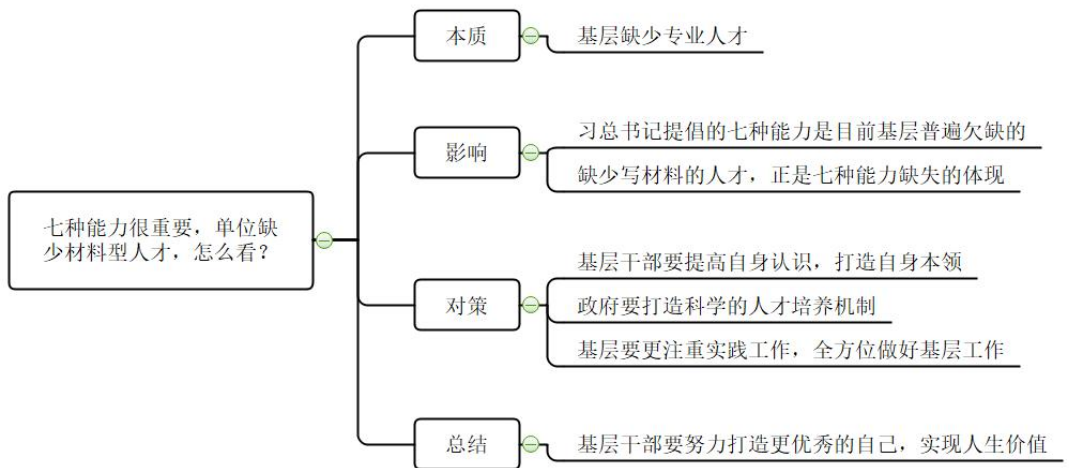 七种能力很重要，单位缺
少材料型人才，怎么看？
本质
基层缺少专业人才
影响
习总书记提倡的七种能力是目前基层普遍欠缺的
缺少写材料的人才，正是七种能力缺失的体现
对策
基层干部要提高自身认识，打造自身本领
政府要打造科学的人才培养机制
基层要更注重实践工作，全方位做好基层工作
总结
基层干部要努力打造更优秀的自己，实现人生价值